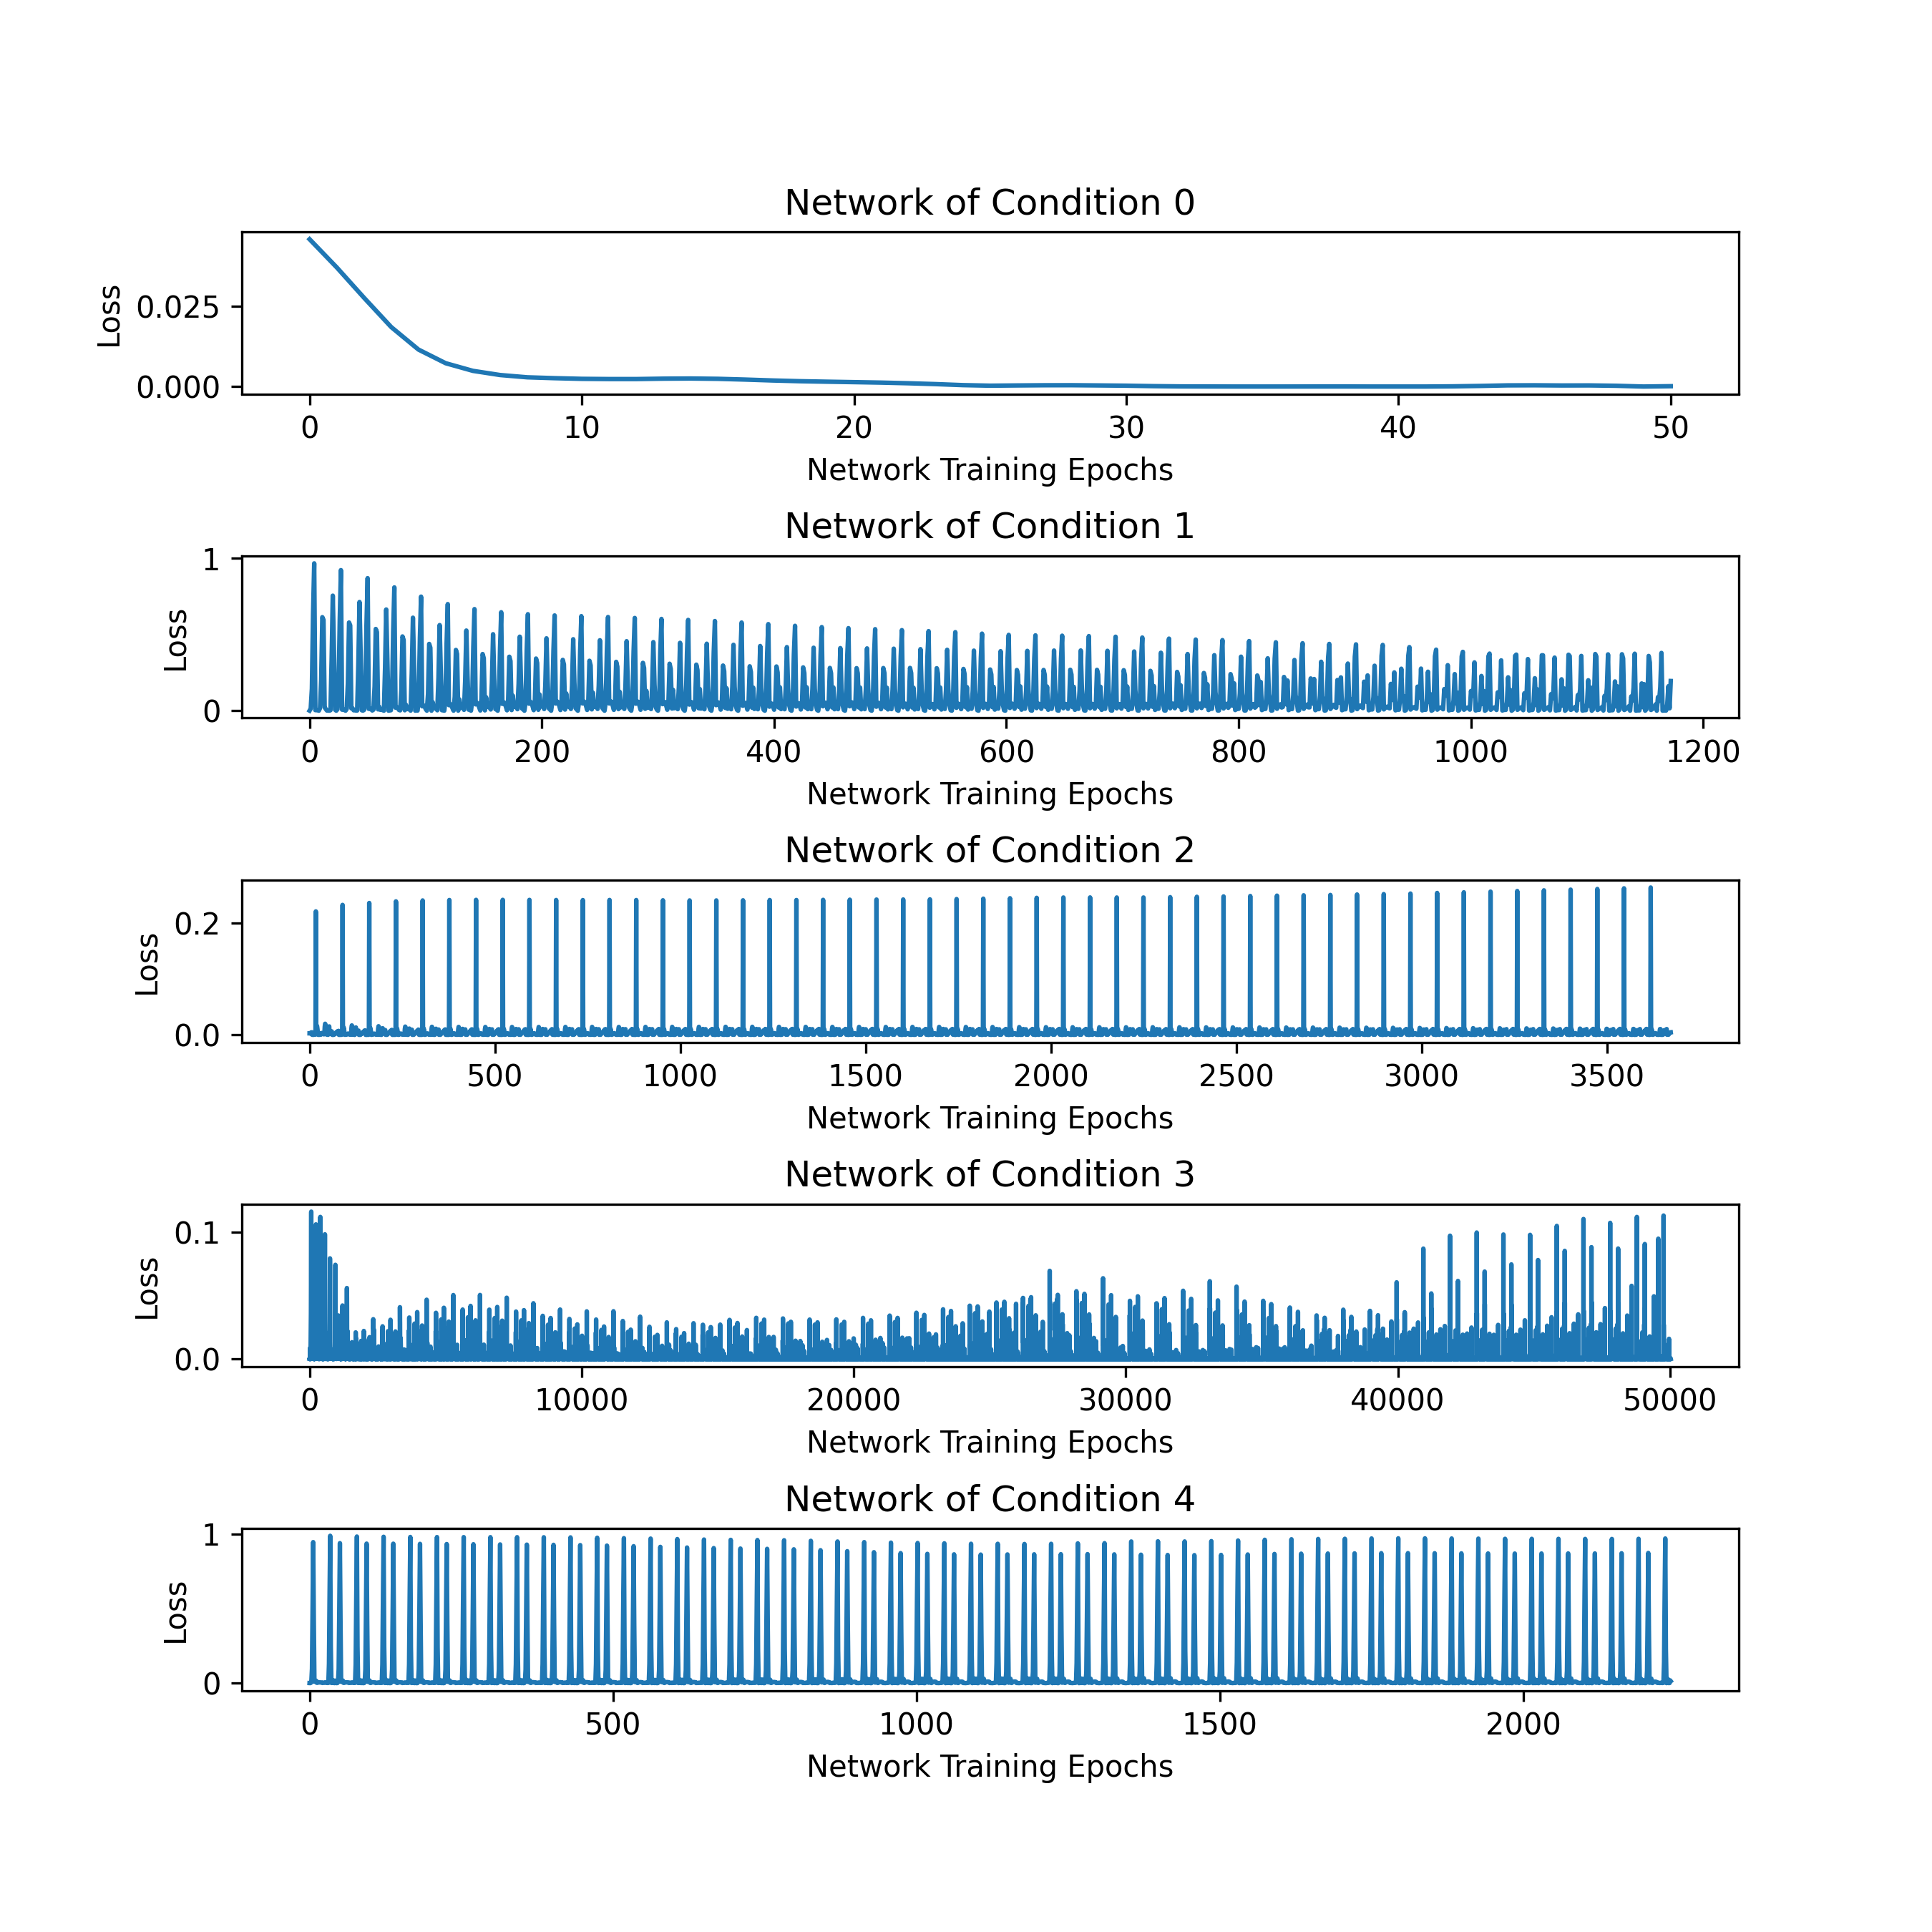 Network of Condition 0
Loss
0.025
0.000
0 10 20 30 40 50
Network Training Epochs
Network of Condition 1
Loss
1
0
0 200 400 600 800 1000 1200
Network Training Epochs
Network of Condition 2
Loss
0.2
0.0
0 500 1000 1500 2000 2500 3000 3500
Network Training Epochs
Network of Condition 3
Loss
0.1
0.0
0 10000 20000 30000 40000 50000
Network Training Epochs
Network of Condition 4
Loss
1
0
0 500 1000 1500 2000
Network Training Epochs